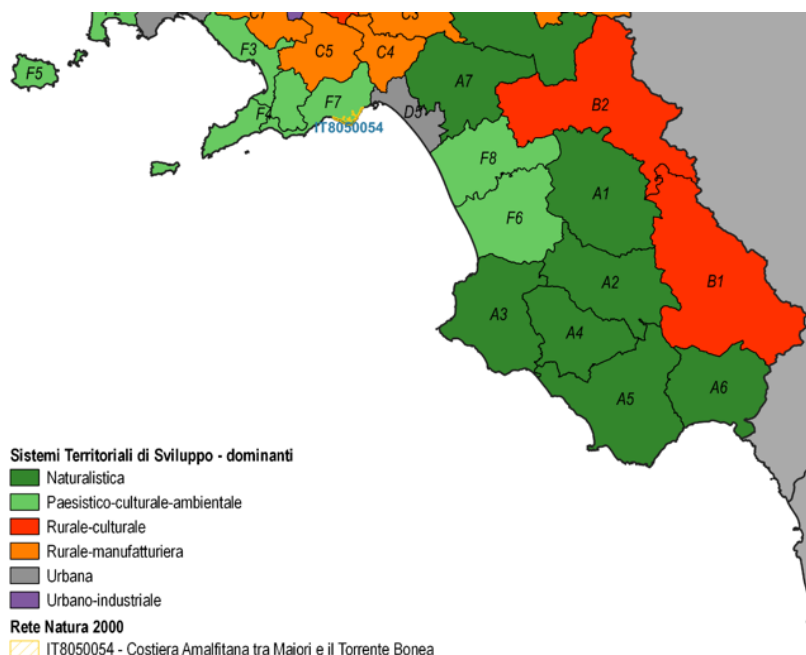 C7
C3
F3
C5
C4
F5
A7
F7
B2
D5
IT8050054
F8
A1
F6
A2
B1
A3
A4
A6
A5
Sistemi Territoriali di Sviluppo - dominanti
Naturalistica
Paesistico-culturale-ambientale
Rurale-culturale
Rurale-manufatturiera
Urbana
Urbano-industriale
Rete Natura 2000
IT8050054 - Costiera Amalfitana tra Maiori e il Torrente Bonea